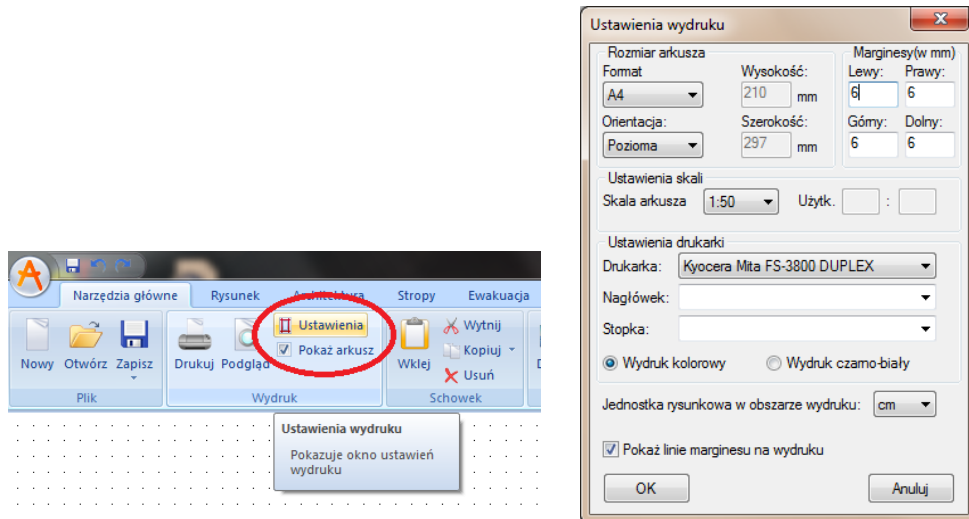 Narzędzia główne Rysunek Architektura Stropy Ewakuacja
Ustawienia
Pokaż arkusz
Wytnij
Kopiuj
Usuń
Nowy Otwórz Zapisz Drukuj Podgląd Wklej
Plik Wydruk Schowek
Ustawienia wydruku
Pokazuje okno ustawień
wydruku
Ustawienia wydruku
Rozmiar arkusza Marginesy(w mm)
Format Wysokość: Lewy: Prawy:
A4 210 mm 6 6
Orientacja: Szerokość: Górny: Dolny:
Pozioma 297 mm 6 6
Ustawienia skali
Skala arkusza 1:50 Użytk. :
Ustawienia drukarki
Drukarka: Kyocera Mita FS-3800 DUPLEX
Nagłówek:
Stopka:
Wydruk kolorowy Wydruk czarno-biały
Jednostka rysunkowa w obszarze wydruku: cm
Pokaż linie marginesu na wydruku
OK Anuluj